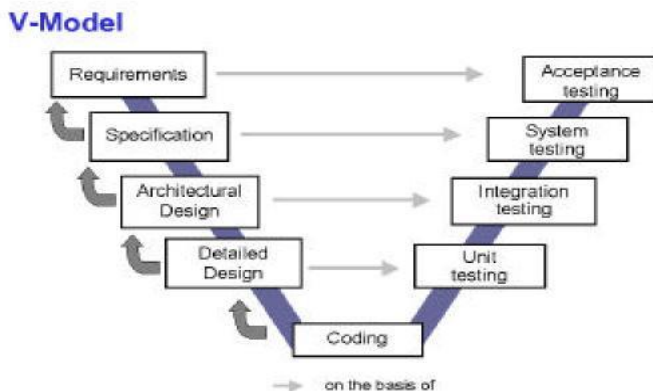 V-Model
Requirements
Acceptance
testing
Specification
System
testing
Architectural
Design
Integration
testing
Detailed
Design
Unit
testing
Coding
on the basis of